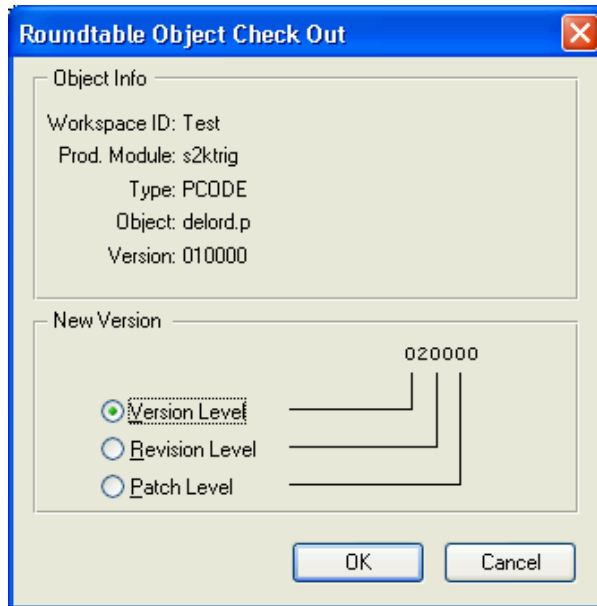 Roundtable Object Check Out
Object Info
Workspace ID: Test
Prod. Module: s2ktrig
Type: PCODE
Object: delord.p
Version: 010000
New Version
020000
Version Level
Revision Level
Patch Level
OK Cancel